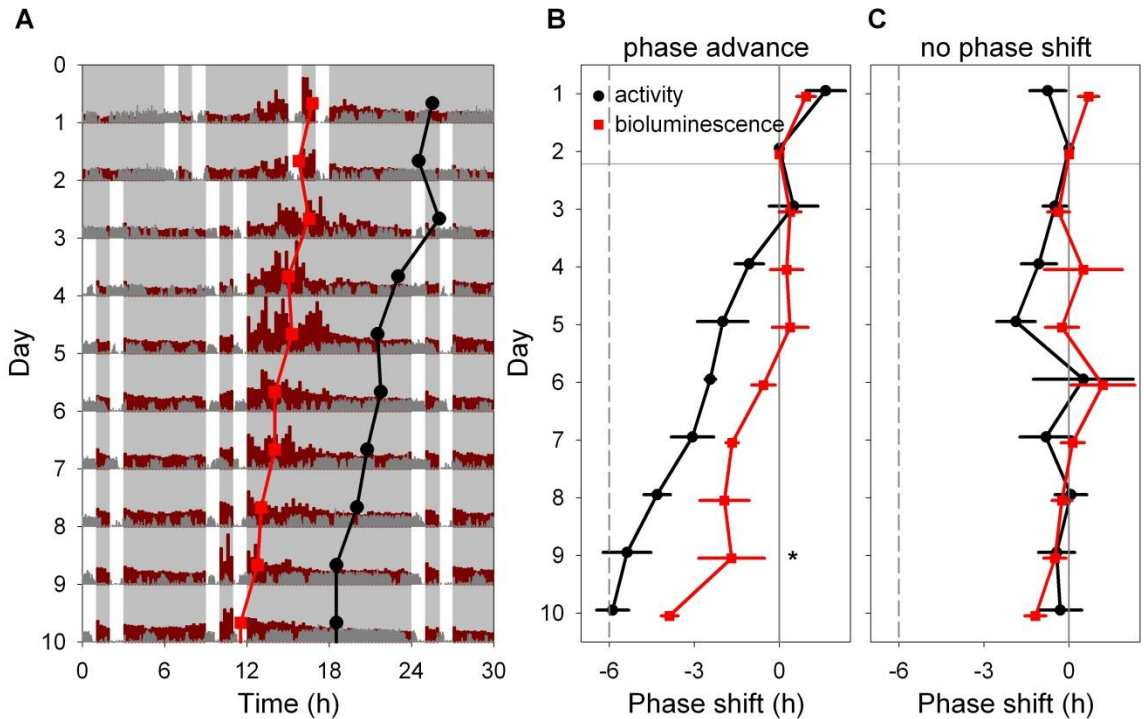 A
B
C
phase advance
no phase shift
activity
bioluminescence
Day
0
1
2
3
4
5
6
7
8
9
10
0
6
12
18
24
30
Time (h)
Day
1
2
3
4
5
6
7
8
9
10
*
-6
-3
0
Phase shift (h)
-6
-3
0
Phase shift (h)